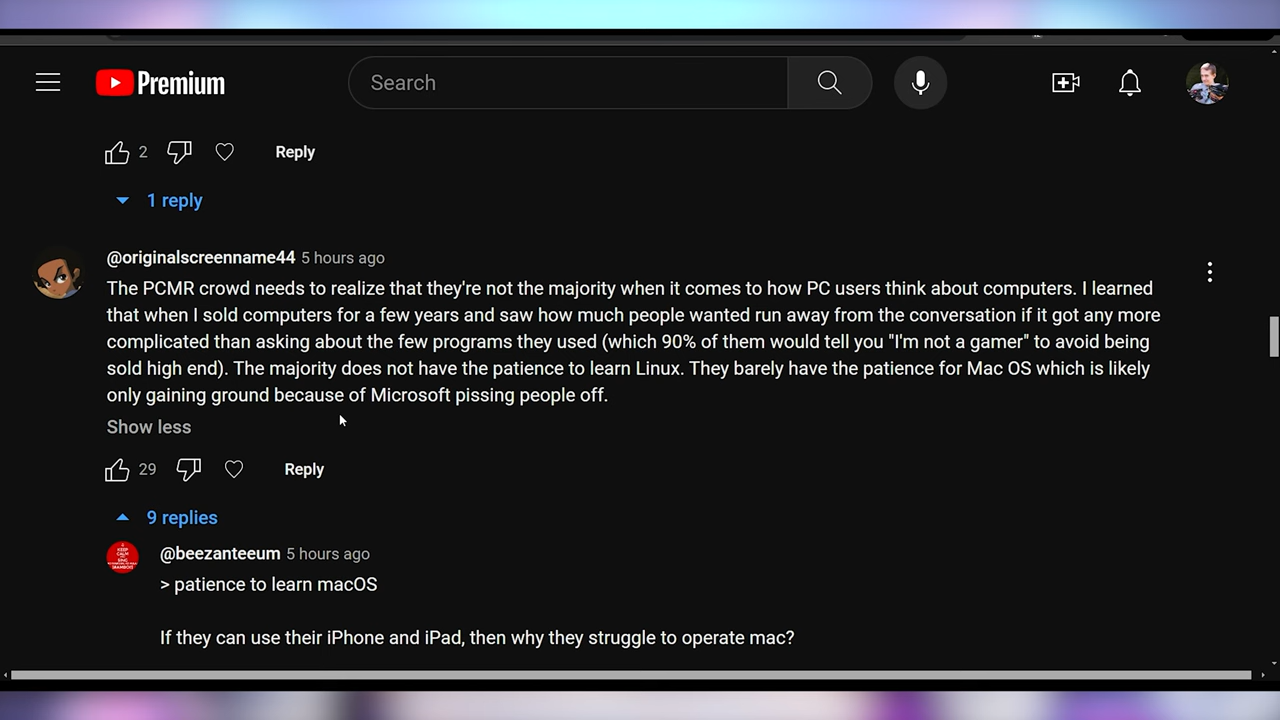 Premium
Search
2
Reply
1 reply
@originalscreenname44 5 hours ago
The PCMR crowd needs to realize that they're not the majority when it comes to how PC users think about computers. I learned
that when I sold computers for a few years and saw how much people wanted run away from the conversation if it got any more
complicated than asking about the few programs they used (which 90% of them would tell you "I'm not a gamer" to avoid being
sold high end). The majority does not have the patience to learn Linux. They barely have the patience for Mac OS which is likely
only gaining ground because of Microsoft pissing people off.
Show less
29
Reply
9 replies
@beezanteeum 5 hours ago
> patience to learn macOS
If they can use their iPhone and iPad, then why they struggle to operate mac?
KEEP
CALM